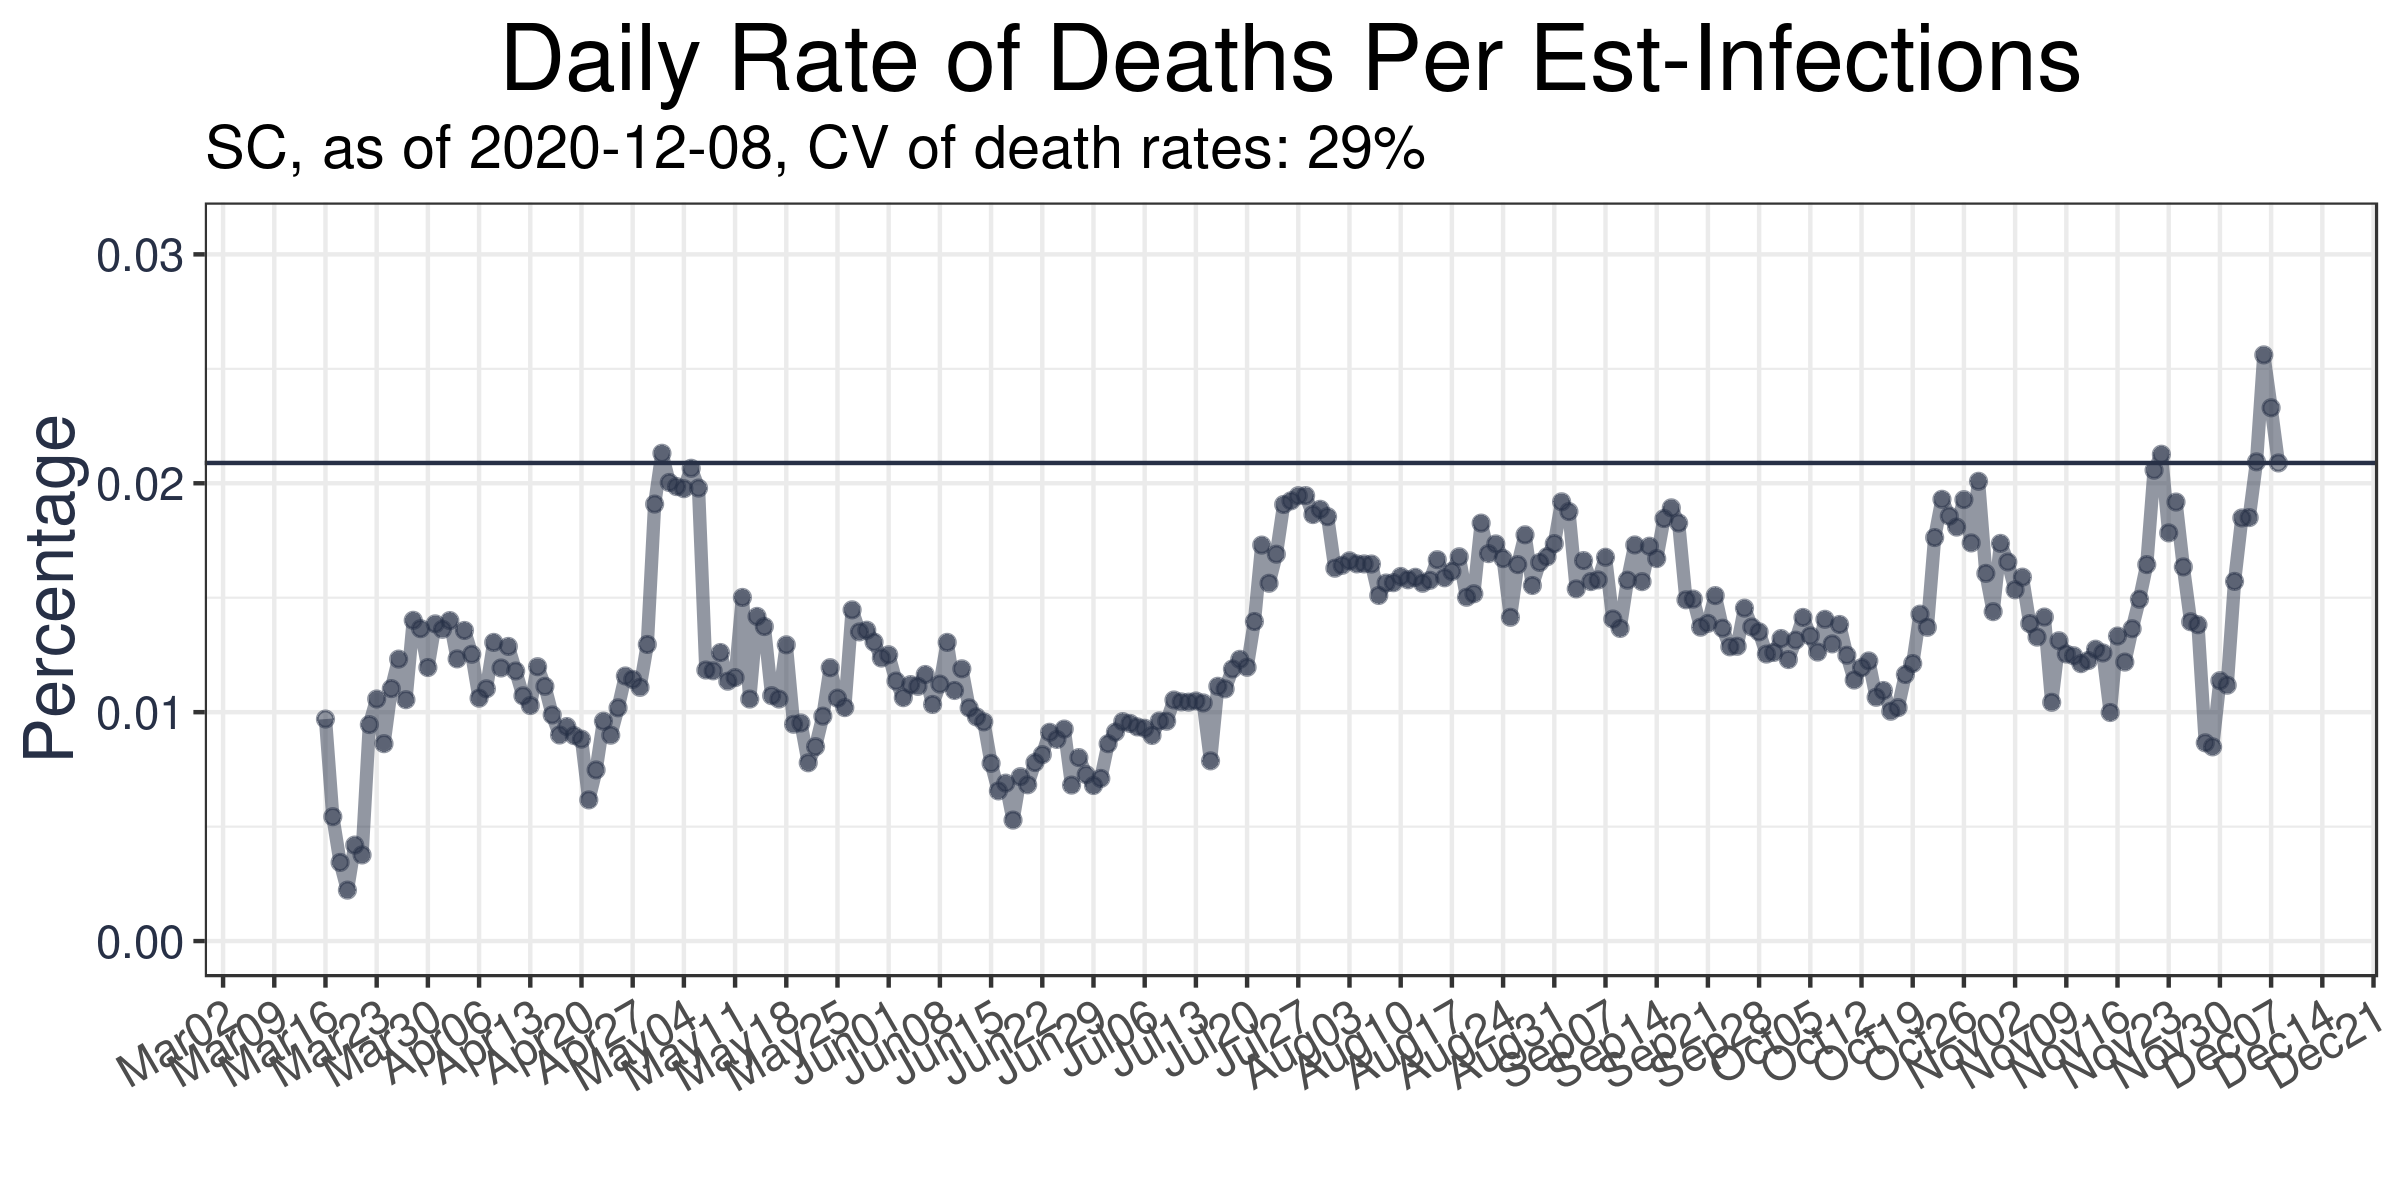 Daily Rate of Deaths Per Est-Infections
SC, as of 2020-12-08, CV of death rates: 29%
Percentage
0.03
0.02
0.01
0.00
Mar02
Mar09
Mar16
Mar23
Mar30
Apr06
Apr13
Apr20
Apr27
May04
May11
May18
May25
Jun01
Jun08
Jun15
Jun22
Jun29
Jul06
Jul13
Jul20
Jul27
Aug03
Aug10
Aug17
Aug24
Aug31
Sep07
Sep14
Sep21
Sep28
Oct05
Oct12
Oct19
Oct26
Nov02
Nov09
Nov16
Nov23
Nov30
Dec07
Dec14
Dec21